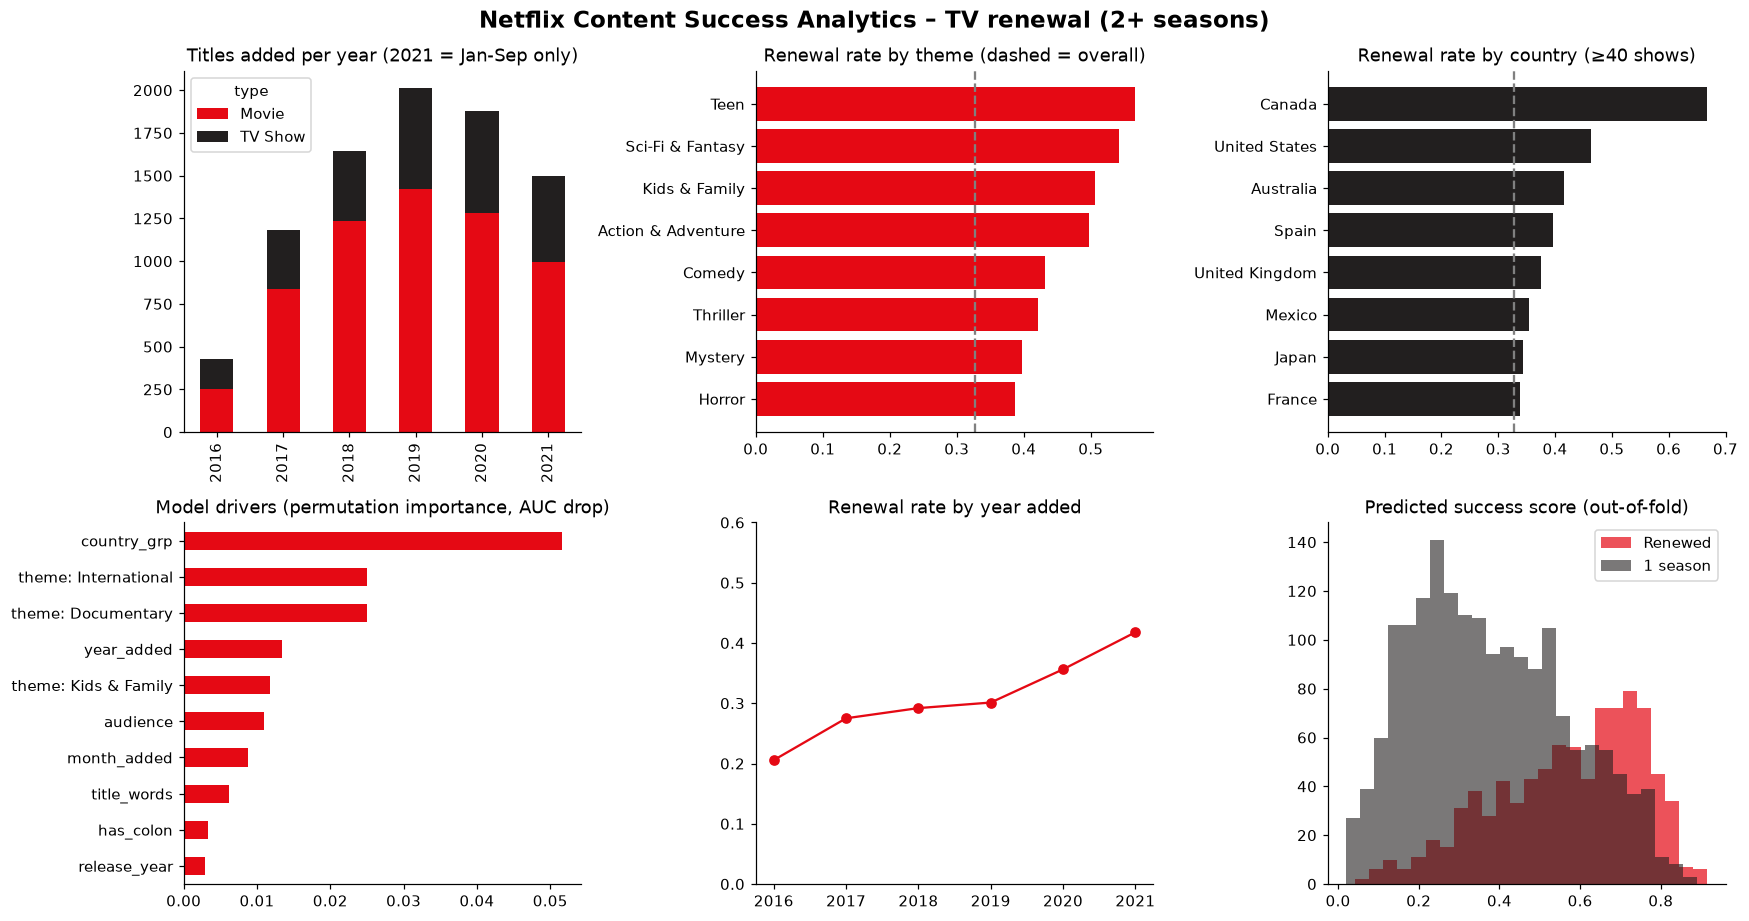 Netflix Content Success Analytics – TV renewal (2+ seasons)
Titles added per year (2021 = Jan-Sep only)
type
Movie
TV Show
2000
1750
1500
1250
1000
750
500
250
0
2016
2017
2018
2019
2020
2021
Renewal rate by theme (dashed = overall)
Teen
Sci-Fi & Fantasy
Kids & Family
Action & Adventure
Comedy
Thriller
Mystery
Horror
0.0 0.1 0.2 0.3 0.4 0.5
Renewal rate by country (≥40 shows)
Canada
United States
Australia
Spain
United Kingdom
Mexico
Japan
France
0.0 0.1 0.2 0.3 0.4 0.5 0.6 0.7
Model drivers (permutation importance, AUC drop)
country_grp
theme: International
theme: Documentary
year_added
theme: Kids & Family
audience
month_added
title_words
has_colon
release_year
0.00 0.01 0.02 0.03 0.04 0.05
Renewal rate by year added
0.6
0.5
0.4
0.3
0.2
0.1
0.0
2016 2017 2018 2019 2020 2021
Predicted success score (out-of-fold)
Renewed
1 season
140
120
100
80
60
40
20
0
0.0 0.2 0.4 0.6 0.8